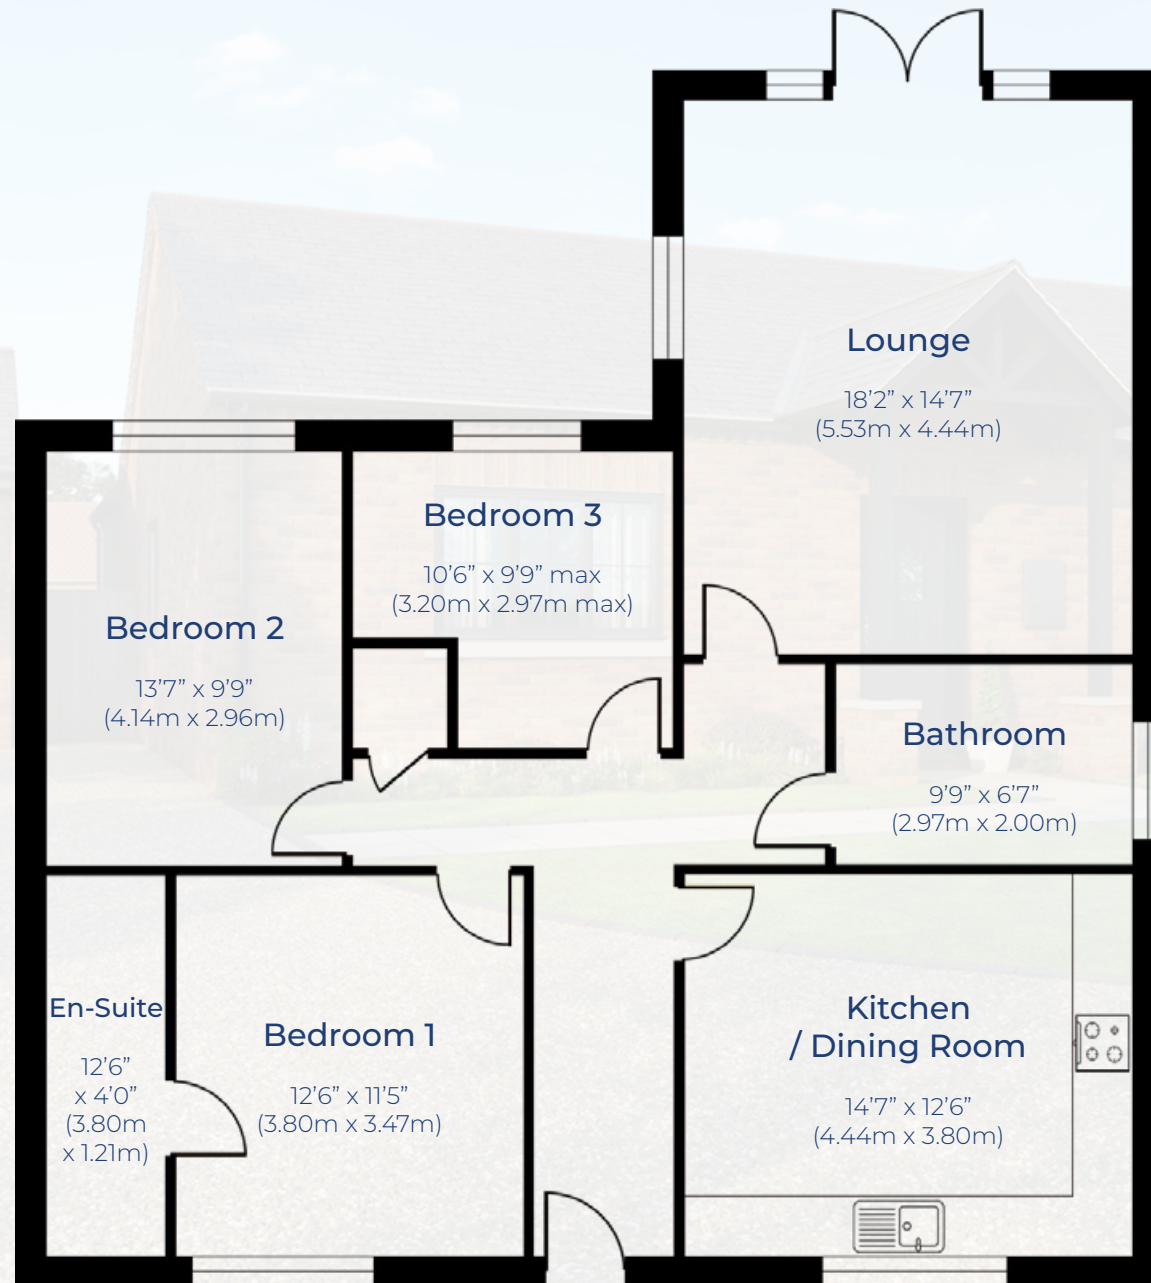 Lounge
18’2” x 14’7”
(5.53m x 4.44m)
Bedroom 3
10’6” x 9’9” max
(3.20m x 2.97m max)
Bedroom 2
13’7” x 9’9”
(4.14m x 2.96m)
Bathroom
9’9” x 6’7”
(2.97m x 2.00m)
En-Suite
12’6”
x 4’0”
(3.80m
x 1.21m)
Bedroom 1
12’6” x 11’5”
(3.80m x 3.47m)
Kitchen
/ Dining Room
14’7” x 12’6”
(4.44m x 3.80m)